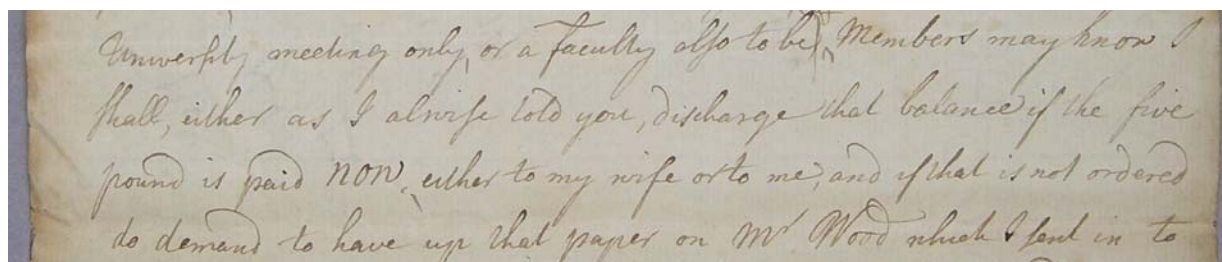 University meeting only, or a faculty also to be, Members may know I
shall, either as I alwise told you, discharge that balance if the five
pound is paid NOW, either to my wife or to me, and if that is not ordered
do demand to have up that paper on Mr Wood which I sent in to